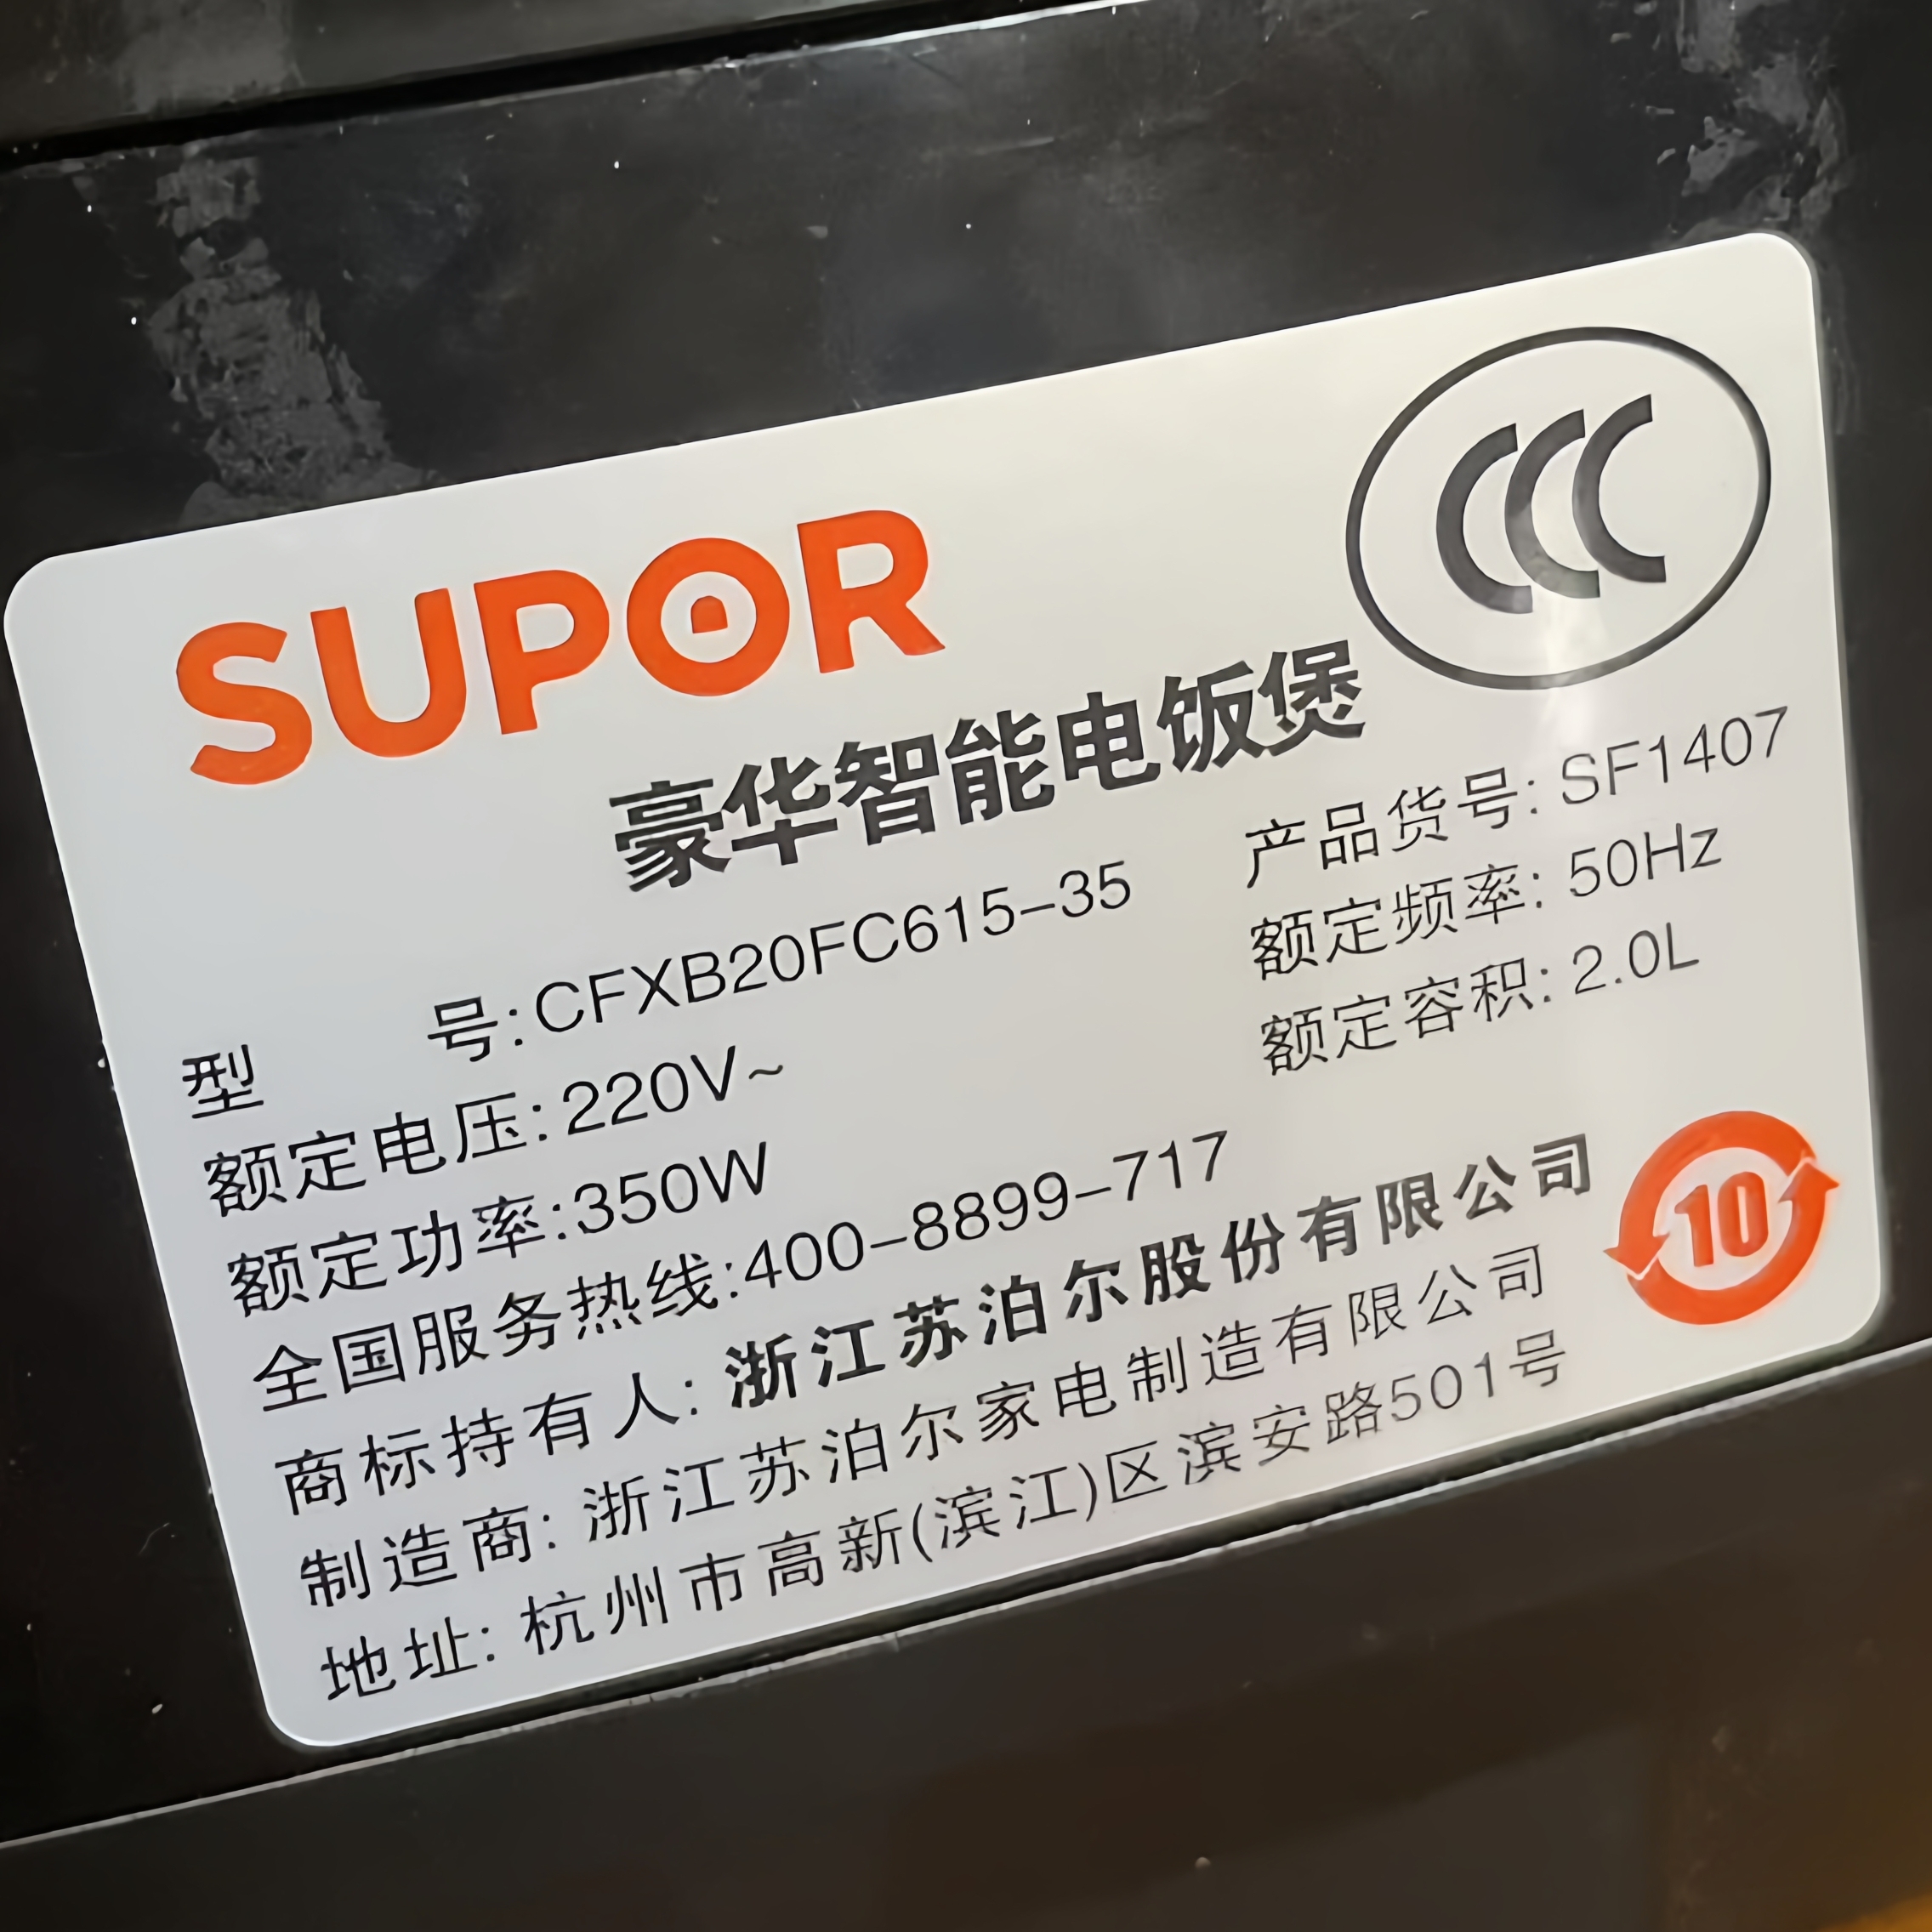 SUPOR
CCC
豪华智能电饭煲
型 号:CFXB20FC615-35
产品货号: SF1407
额定电压:220V~
额定频率: 50Hz
额定功率:350W
额定容积: 2.0L
全国服务热线:400-8899-717
商标持有人: 浙江苏泊尔股份有限公司
制造商: 浙江苏泊尔家电制造有限公司
地址: 杭州市高新(滨江)区滨安路501号
10